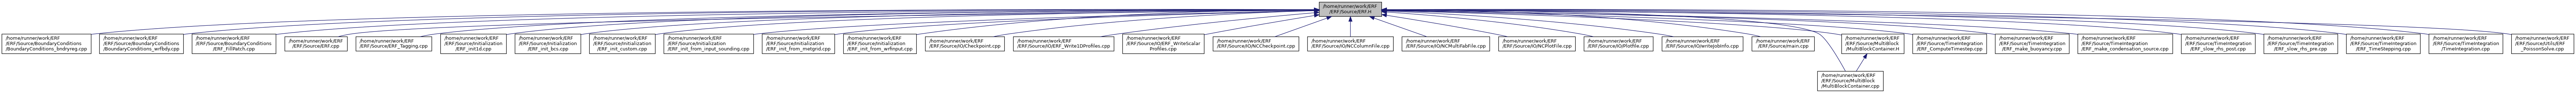 /home/runner/work/ERF
/ERF/Source/ERF.H
/home/runner/work/ERF
/ERF/Source/BoundaryConditions
/BoundaryConditions_bndryreg.cpp
/home/runner/work/ERF
/ERF/Source/BoundaryConditions
/BoundaryConditions_wrfbdy.cpp
/home/runner/work/ERF
/ERF/Source/BoundaryConditions
/ERF_FillPatch.cpp
/home/runner/work/ERF
/ERF/Source/ERF.cpp
/home/runner/work/ERF
/ERF/Source/ERF_Tagging.cpp
/home/runner/work/ERF
/ERF/Source/Initialization
/ERF_init1d.cpp
/home/runner/work/ERF
/ERF/Source/Initialization
/ERF_init_bcs.cpp
/home/runner/work/ERF
/ERF/Source/Initialization
/ERF_init_custom.cpp
/home/runner/work/ERF
/ERF/Source/Initialization
/ERF_init_from_input_sounding.cpp
/home/runner/work/ERF
/ERF/Source/Initialization
/ERF_init_from_metgrid.cpp
/home/runner/work/ERF
/ERF/Source/Initialization
/ERF_init_from_wrfinput.cpp
/home/runner/work/ERF
/ERF/Source/IO/Checkpoint.cpp
/home/runner/work/ERF
/ERF/Source/IO/ERF_Write1DProfiles.cpp
/home/runner/work/ERF
/ERF/Source/IO/ERF_WriteScalar
Profiles.cpp
/home/runner/work/ERF
/ERF/Source/IO/NCCheckpoint.cpp
/home/runner/work/ERF
/ERF/Source/IO/NCColumnFile.cpp
/home/runner/work/ERF
/ERF/Source/IO/NCMultiFabFile.cpp
/home/runner/work/ERF
/ERF/Source/IO/NCPlotFile.cpp
/home/runner/work/ERF
/ERF/Source/IO/Plotfile.cpp
/home/runner/work/ERF
/ERF/Source/IO/writeJobInfo.cpp
/home/runner/work/ERF
/ERF/Source/main.cpp
/home/runner/work/ERF
/ERF/Source/MultiBlock
/MultiBlockContainer.H
/home/runner/work/ERF
/ERF/Source/TimeIntegration
/ERF_ComputeTimestep.cpp
/home/runner/work/ERF
/ERF/Source/TimeIntegration
/ERF_make_buoyancy.cpp
/home/runner/work/ERF
/ERF/Source/TimeIntegration
/ERF_make_condensation_source.cpp
/home/runner/work/ERF
/ERF/Source/TimeIntegration
/ERF_slow_rhs_post.cpp
/home/runner/work/ERF
/ERF/Source/TimeIntegration
/ERF_slow_rhs_pre.cpp
/home/runner/work/ERF
/ERF/Source/TimeIntegration
/ERF_TimeStepping.cpp
/home/runner/work/ERF
/ERF/Source/TimeIntegration
/TimeIntegration.cpp
/home/runner/work/ERF
/ERF/Source/Utils/ERF
_PoissonSolve.cpp
/home/runner/work/ERF
/ERF/Source/MultiBlock
/MultiBlockContainer.cpp